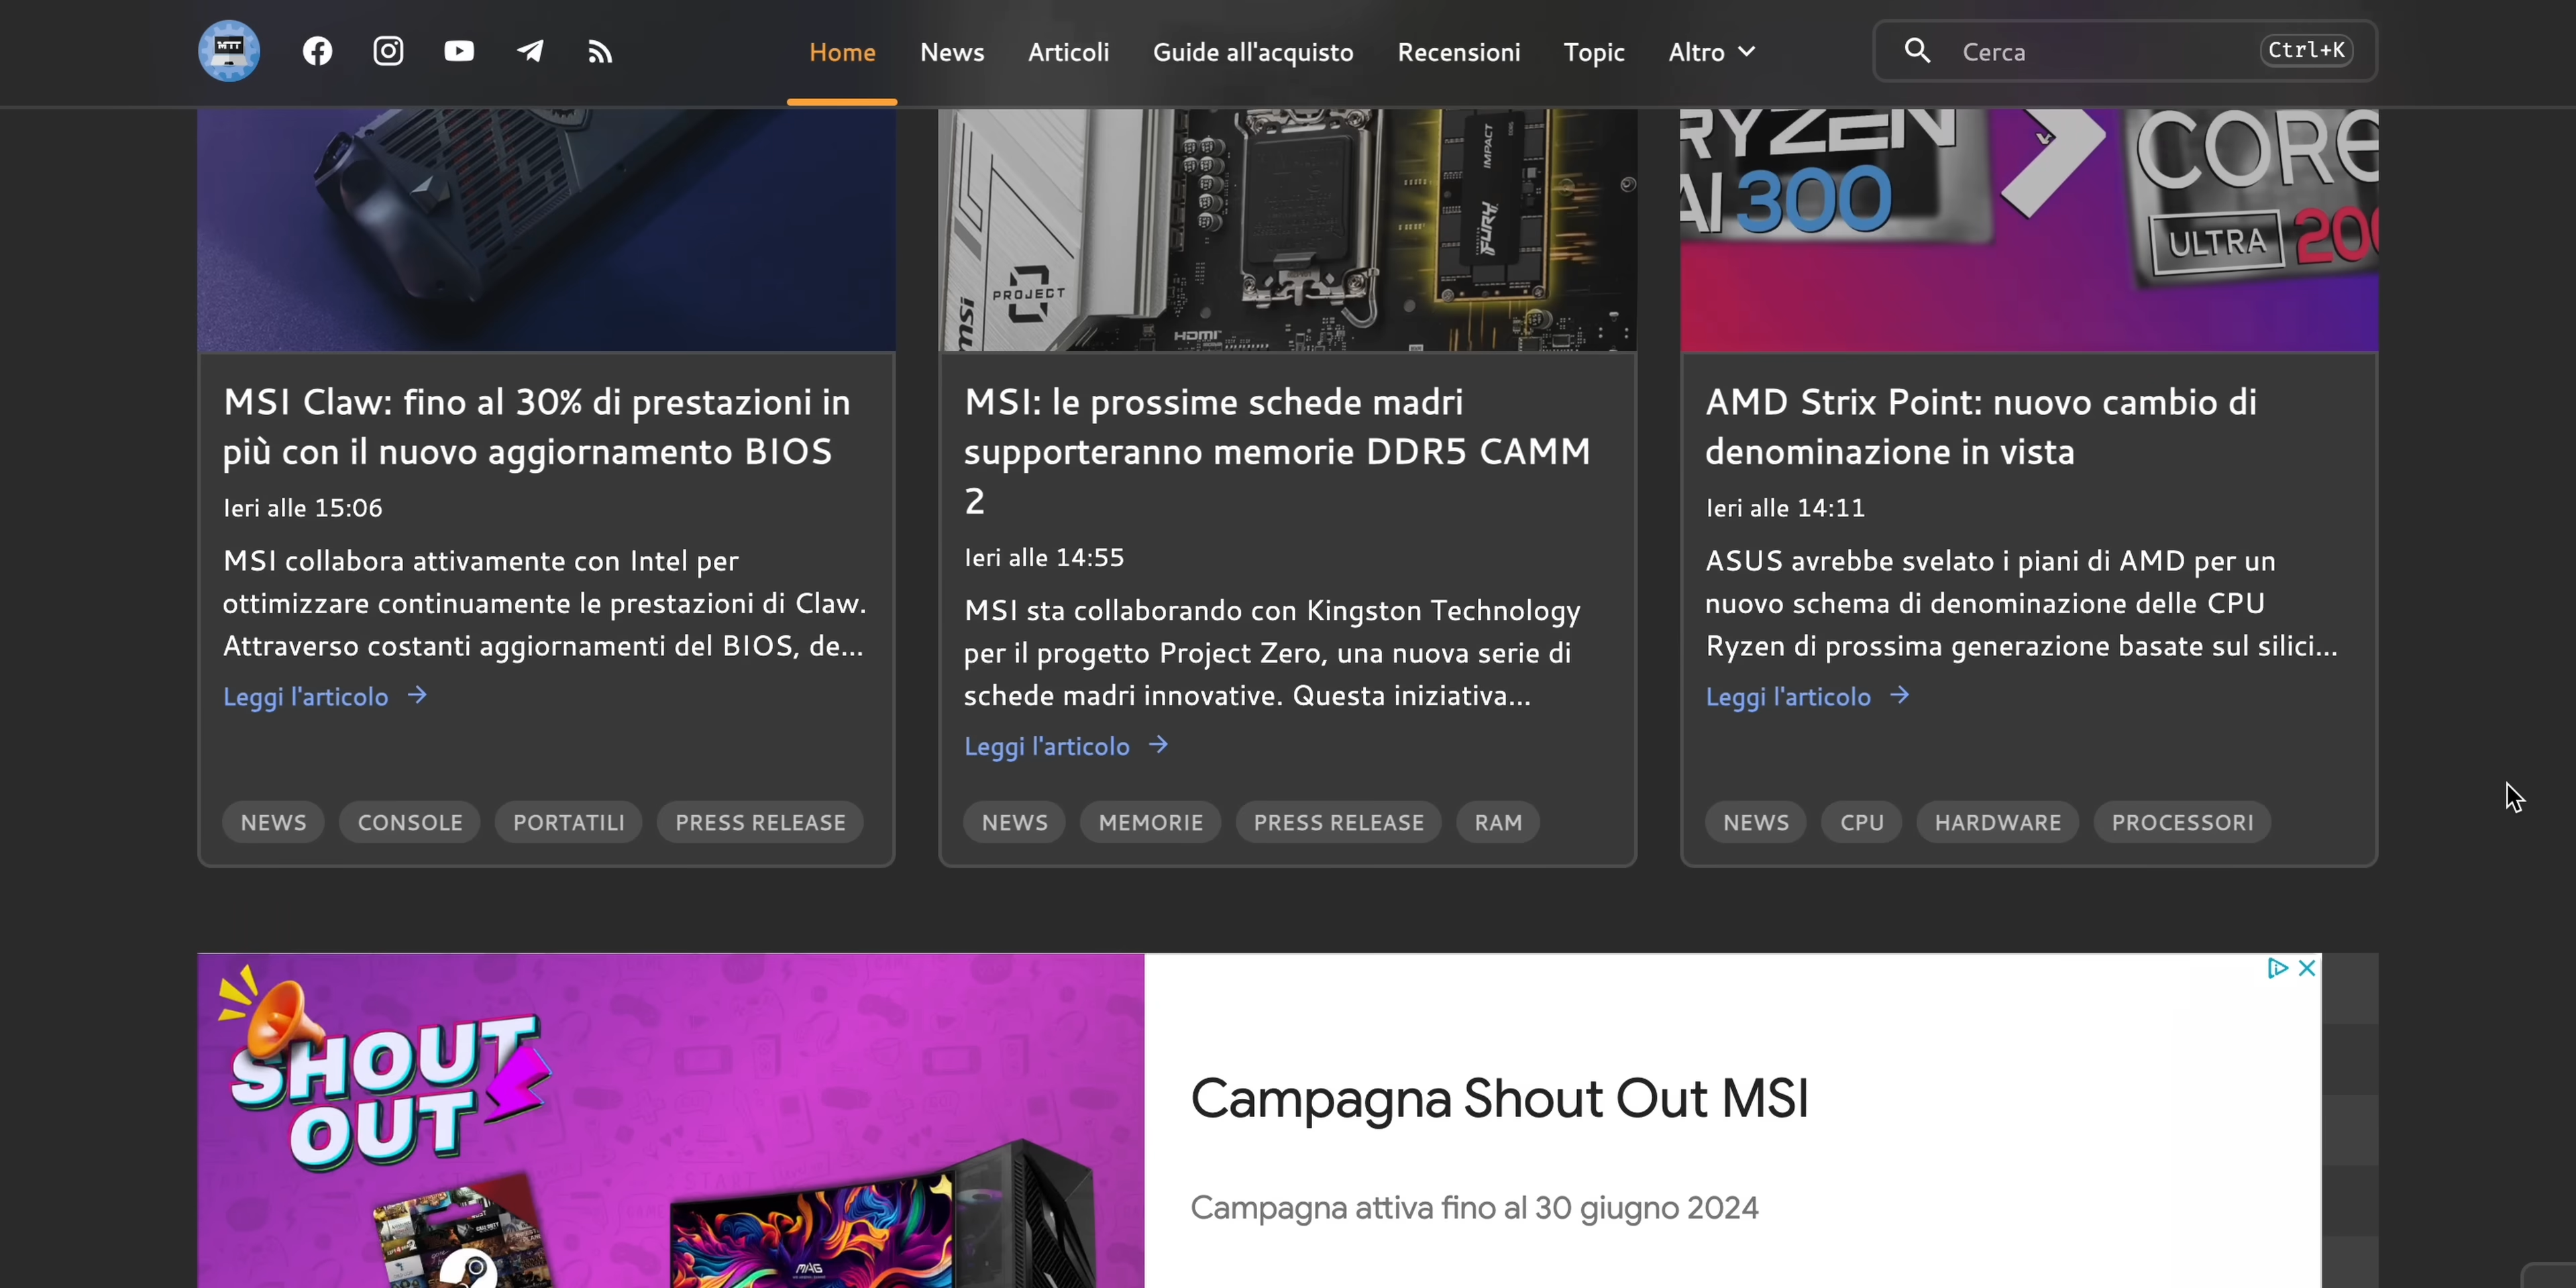 MTT
Home
News
Articoli
Guide all'acquisto
Recensioni
Topic
Altro
Cerca
Ctrl+K
msi
PROJECT
HDMI
FURY
IMPACT
RYZEN
AI 300
CORE
ULTRA 200
MSI Claw: fino al 30% di prestazioni in
più con il nuovo aggiornamento BIOS
Ieri alle 15:06
MSI collabora attivamente con Intel per
ottimizzare continuamente le prestazioni di Claw.
Attraverso costanti aggiornamenti del BIOS, de...
Leggi l'articolo
NEWS
CONSOLE
PORTATILI
PRESS RELEASE
MSI: le prossime schede madri
supporteranno memorie DDR5 CAMM
2
Ieri alle 14:55
MSI sta collaborando con Kingston Technology
per il progetto Project Zero, una nuova serie di
schede madri innovative. Questa iniziativa...
Leggi l'articolo
NEWS
MEMORIE
PRESS RELEASE
RAM
AMD Strix Point: nuovo cambio di
denominazione in vista
Ieri alle 14:11
ASUS avrebbe svelato i piani di AMD per un
nuovo schema di denominazione delle CPU
Ryzen di prossima generazione basate sul silici...
Leggi l'articolo
NEWS
CPU
HARDWARE
PROCESSORI
SHOUT
OUT
MAG
Campagna Shout Out MSI
Campagna attiva fino al 30 giugno 2024